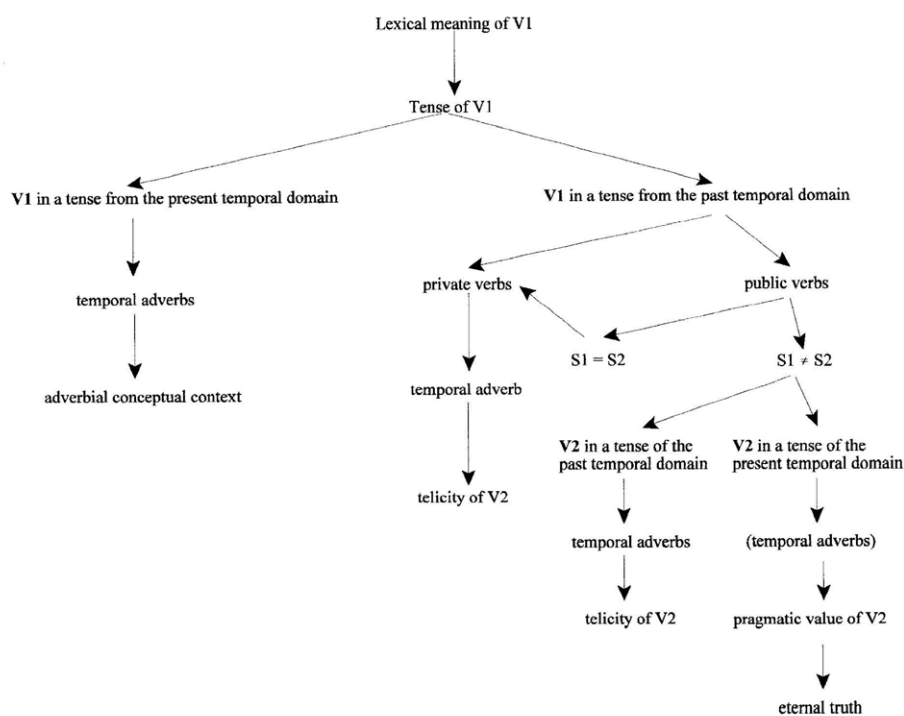 Lexical meaning of V1
Tense of V1
V1 in a tense from the present temporal domain
V1 in a tense from the past temporal domain
temporal adverbs
private verbs
public verbs
adverbial conceptual context
temporal adverb
S1 = S2
S1 ≠ S2
telicity of V2
V2 in a tense of the
past temporal domain
V2 in a tense of the
present temporal domain
temporal adverbs
(temporal adverbs)
telicity of V2
pragmatic value of V2
eternal truth